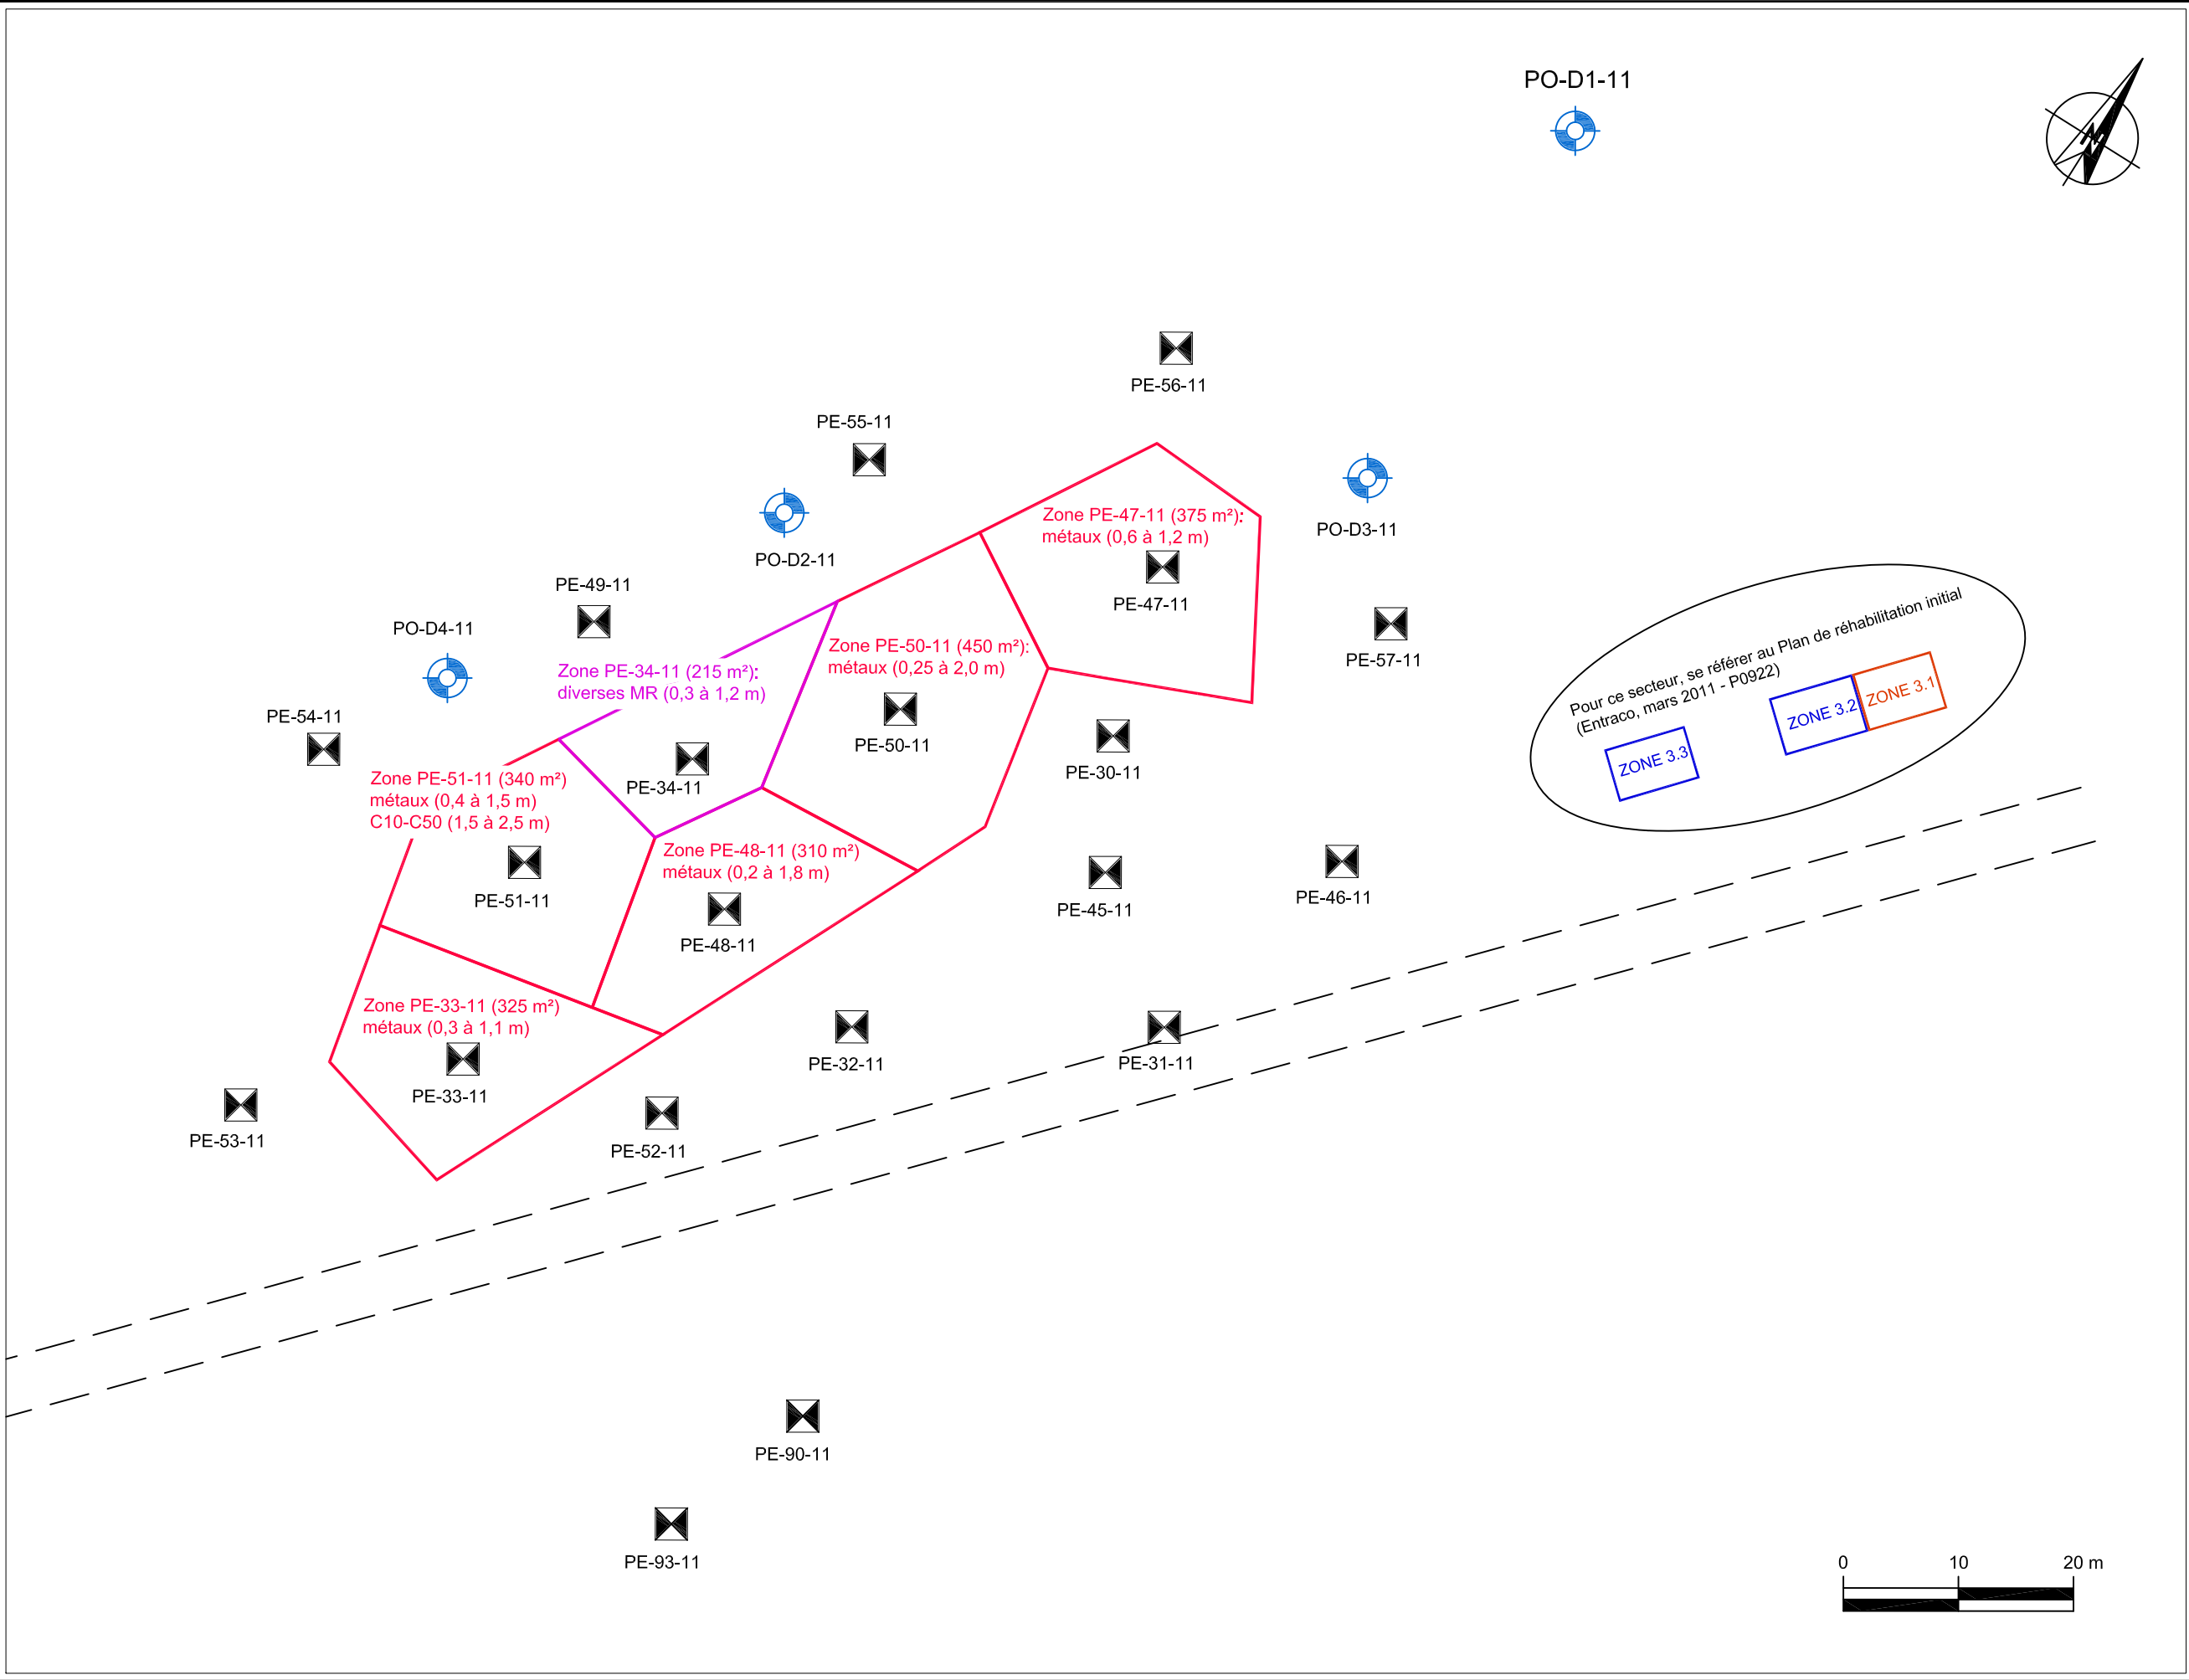 PO-D1-11
N
PE-56-11
PE-55-11
Zone PE-47-11 (375 m²):
métaux (0,6 à 1,2 m)
PO-D3-11
PO-D2-11
PE-49-11
PE-47-11
PO-D4-11
Zone PE-50-11 (450 m²):
métaux (0,25 à 2,0 m)
PE-57-11
Pour ce secteur, se référer au Plan de réhabilitation initial
(Entraco, mars 2011 - P0922)
ZONE 3.1
ZONE 3.2
ZONE 3.3
Zone PE-34-11 (215 m²):
diverses MR (0,3 à 1,2 m)
PE-54-11
PE-50-11
PE-30-11
Zone PE-51-11 (340 m²)
métaux (0,4 à 1,5 m)
C10-C50 (1,5 à 2,5 m)
PE-34-11
Zone PE-48-11 (310 m²)
métaux (0,2 à 1,8 m)
PE-51-11
PE-45-11
PE-46-11
PE-48-11
Zone PE-33-11 (325 m²)
métaux (0,3 à 1,1 m)
PE-33-11
PE-32-11
PE-31-11
PE-53-11
PE-52-11
PE-90-11
PE-93-11
0 10 20 m